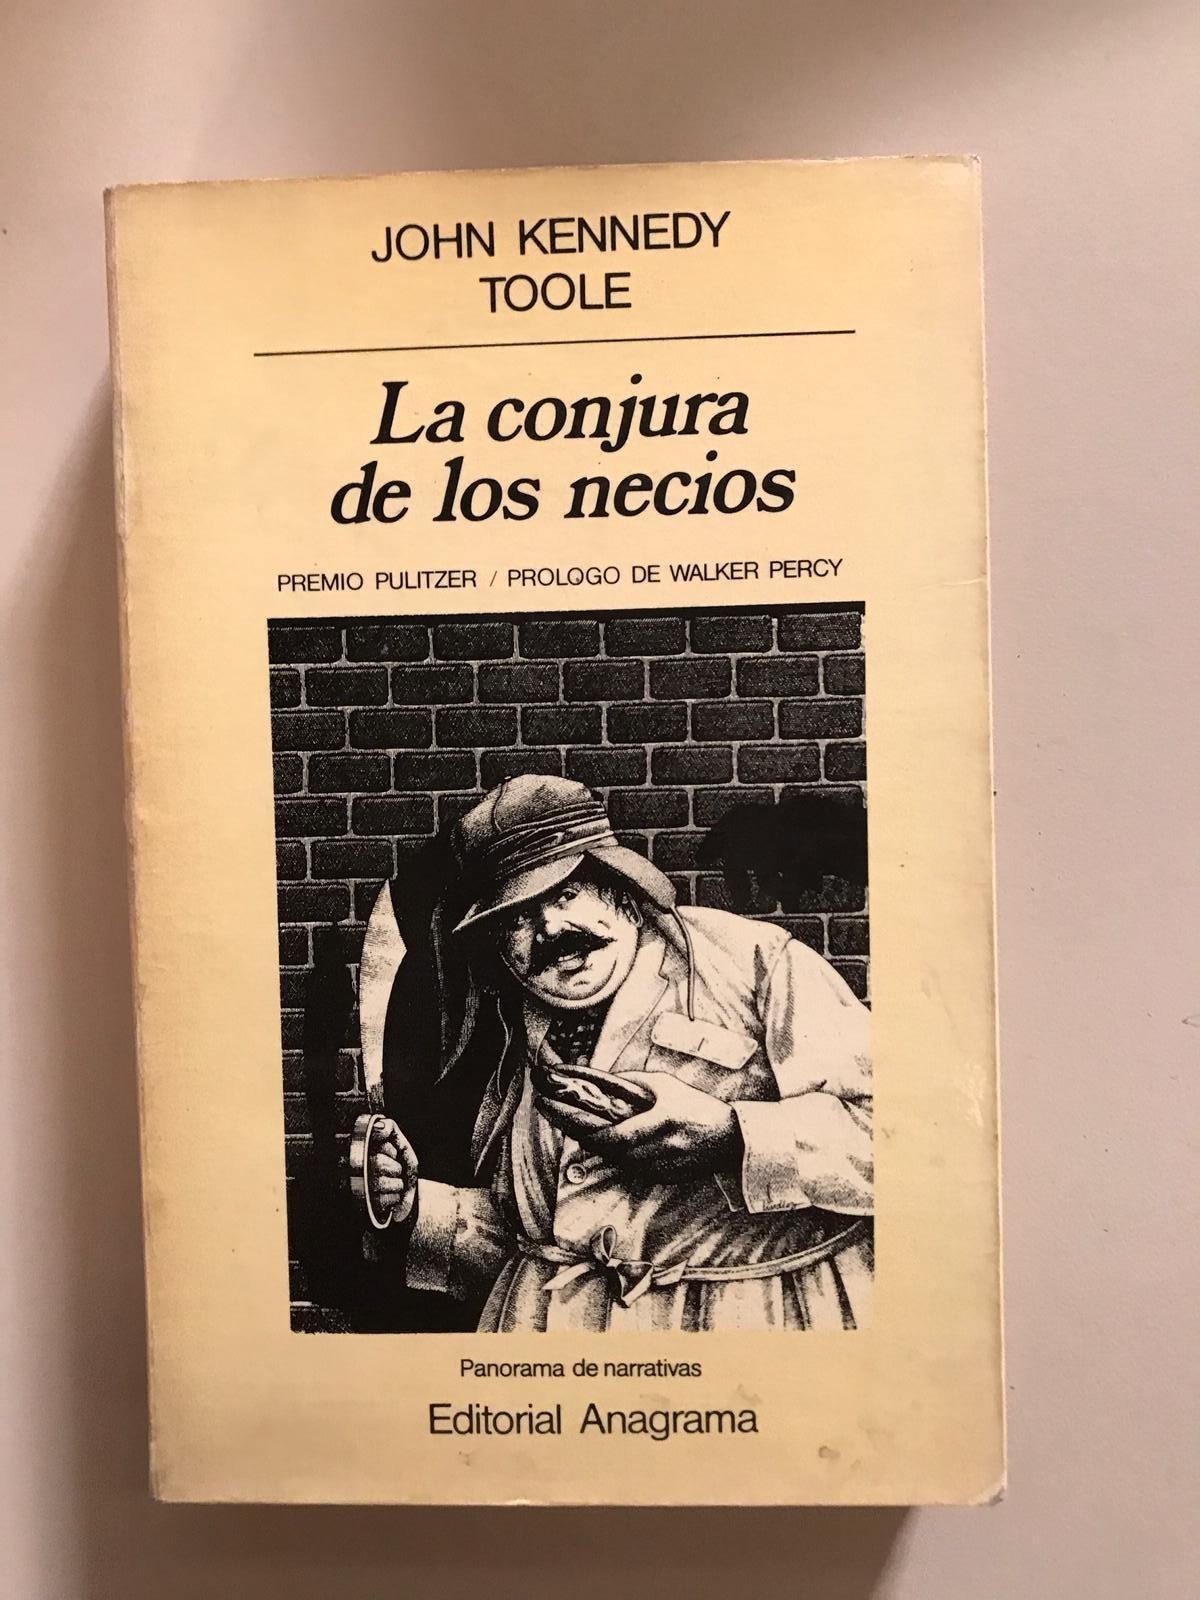 JOHN KENNEDY
TOOLE
La conjura
de los necios
PREMIO PULITZER / PROLOGO DE WALKER PERCY
Panorama de narrativas
Editorial Anagrama